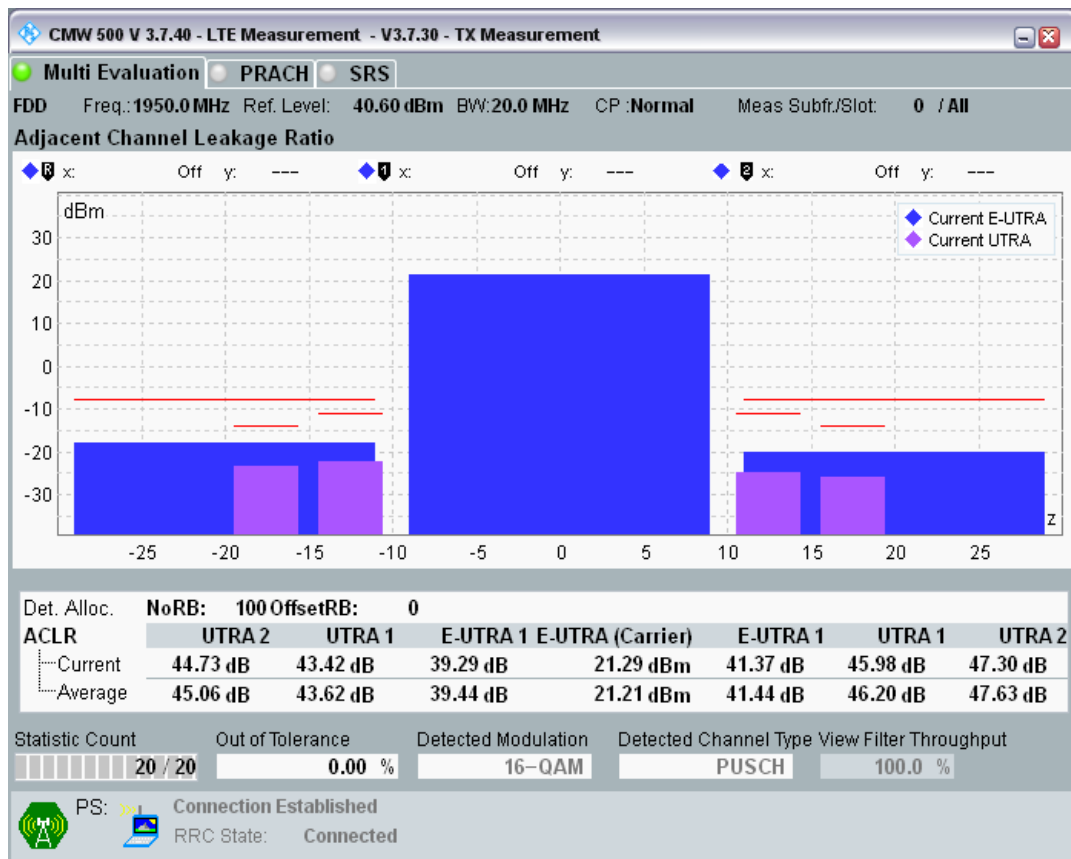 CMW 500 V 3.7.40 - LTE Measurement - V3.7.30 - TX Measurement
Multi Evaluation PRACH SRS
FDD Freq.:1950.0 MHz Ref. Level: 40.60 dBm BW:20.0 MHz CP :Normal Meas Subfr./Slot: 0 / All
Adjacent Channel Leakage Ratio
R x: Off y: --- 1 x: Off y: --- 2 x: Off y: ---
dBm
Current E-UTRA
Current UTRA
30
20
10
0
-10
-20
-30
z
-25 -20 -15 -10 -5 0 5 10 15 20 25
Det. Alloc. NoRB: 100 OffsetRB: 0
ACLR UTRA 2 UTRA 1 E-UTRA 1 E-UTRA (Carrier) E-UTRA 1 UTRA 1 UTRA 2
Current 44.73 dB 43.42 dB 39.29 dB 21.29 dBm 41.37 dB 45.98 dB 47.30 dB
Average 45.06 dB 43.62 dB 39.44 dB 21.21 dBm 41.44 dB 46.20 dB 47.63 dB
Statistic Count Out of Tolerance Detected Modulation Detected Channel Type View Filter Throughput
20 / 20 0.00 % 16-QAM PUSCH 100.0 %
PS: Connection Established
RRC State: Connected